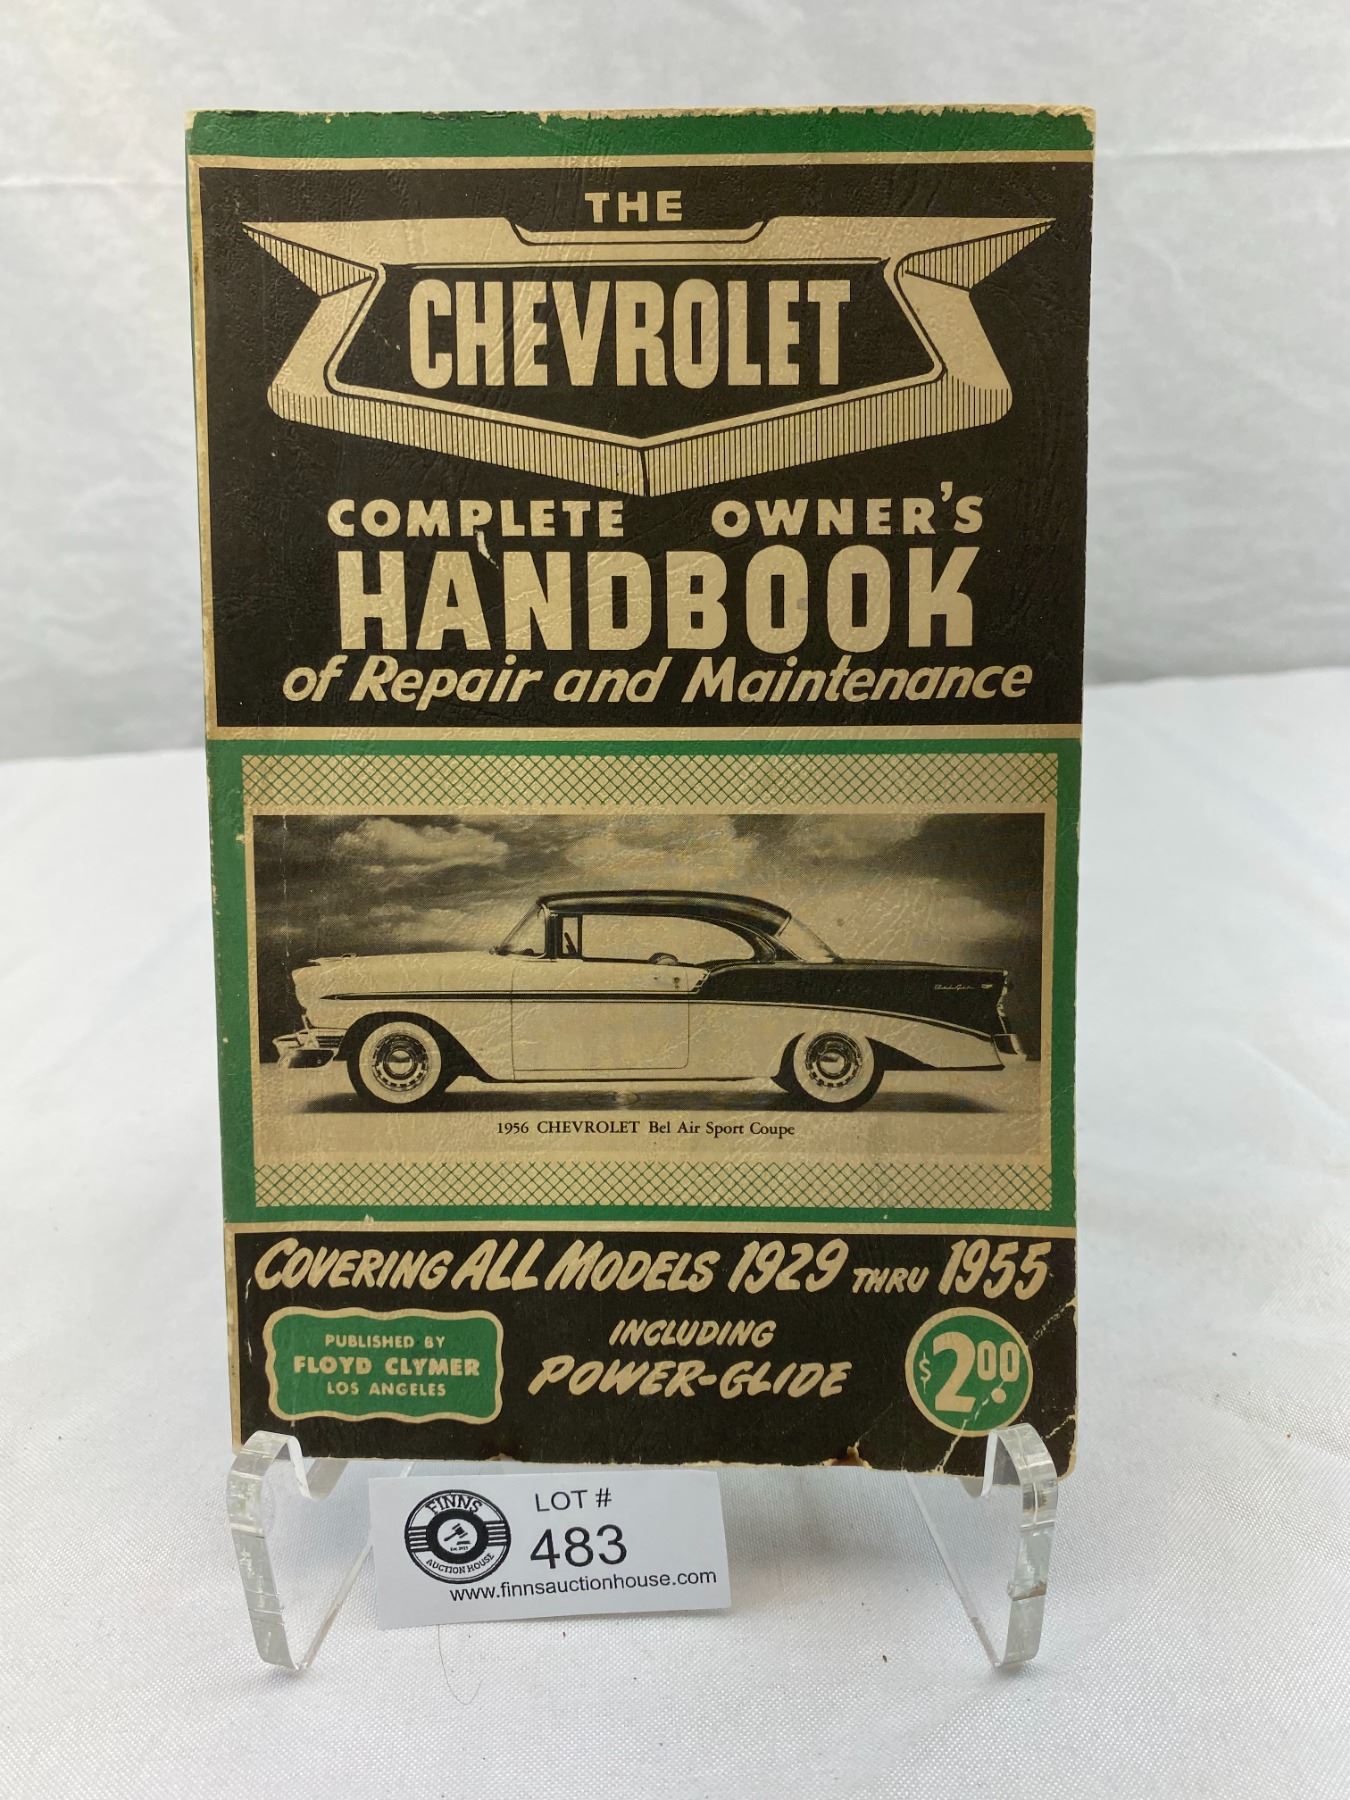 THE
CHEVROLET
COMPLETE OWNER'S
HANDBOOK
of Repair and Maintenance
1956 CHEVROLET Bel Air Sport Coupe
COVERING ALL MODELS 1929 THRU 1955
PUBLISHED BY
FLOYD CLYMER
LOS ANGELES
INCLUDING
POWER-GLIDE
$2.00
FINNS
AUCTION HOUSE
LOT #
483
www.finnsauctionhouse.com